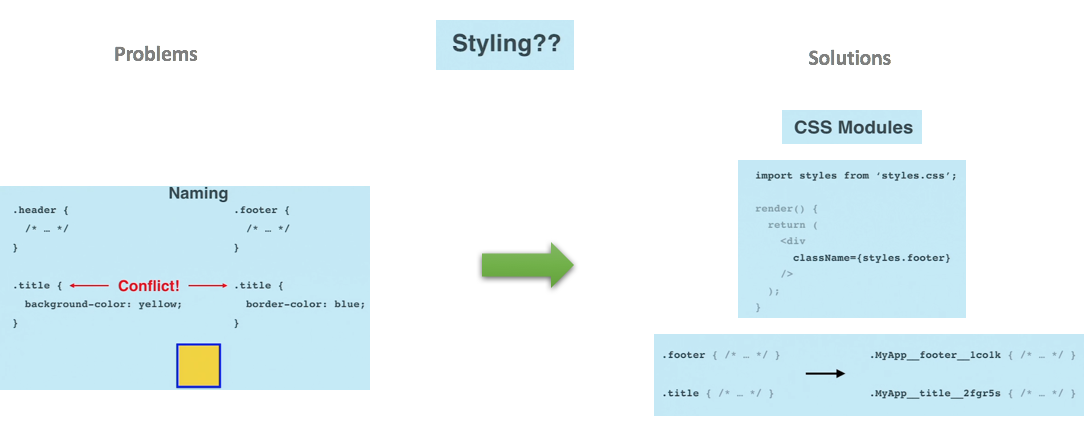 Styling??
Problems
Solutions
CSS Modules
Naming
.header {
/* … */
}
.title {
background-color: yellow;
}
Conflict!
.footer {
/* … */
}
.title {
border-color: blue;
}
import styles from ‘styles.css’;
render() {
return (
<div
className={styles.footer}
/>
);
}
.footer { /* … */ }
.title { /* … */ }
.MyApp__footer__lcolk { /* … */ }
.MyApp__title__2fgr5s { /* … */ }